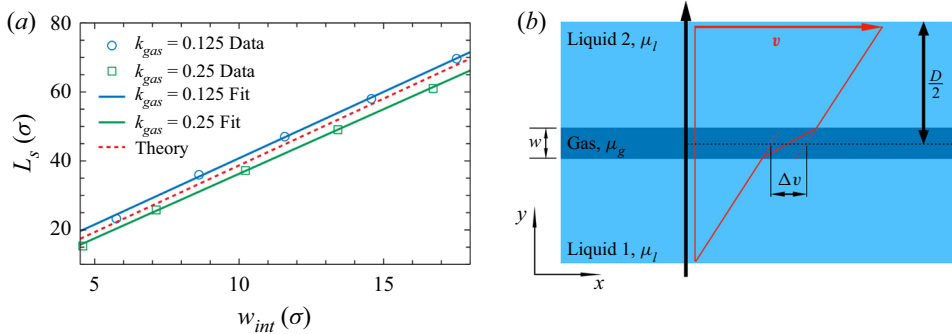 (a)
80
60
40
20
L_s (σ)
k_gas = 0.125 Data
k_gas = 0.25 Data
k_gas = 0.125 Fit
k_gas = 0.25 Fit
Theory
5 10 15
w_int (σ)
(b)
Liquid 2, μ_l
v
D/2
w
Gas, μ_g
Δv
y
Liquid 1, μ_l
x